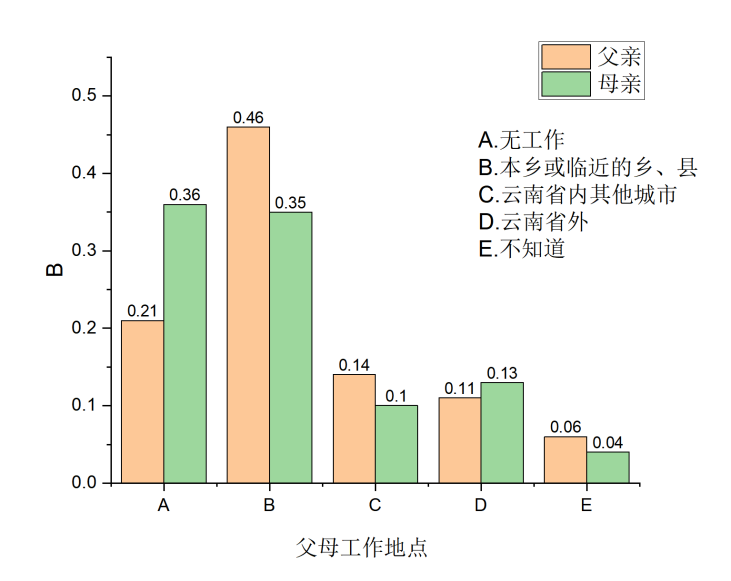 父亲
母亲
A.无工作
B.本乡或临近的乡、县
C.云南省内其他城市
D.云南省外
E.不知道
0.5
0.4
0.3
0.2
0.1
0.0
B
0.21
0.36
0.46
0.35
0.14
0.1
0.11
0.13
0.06
0.04
A
B
C
D
E
父母工作地点